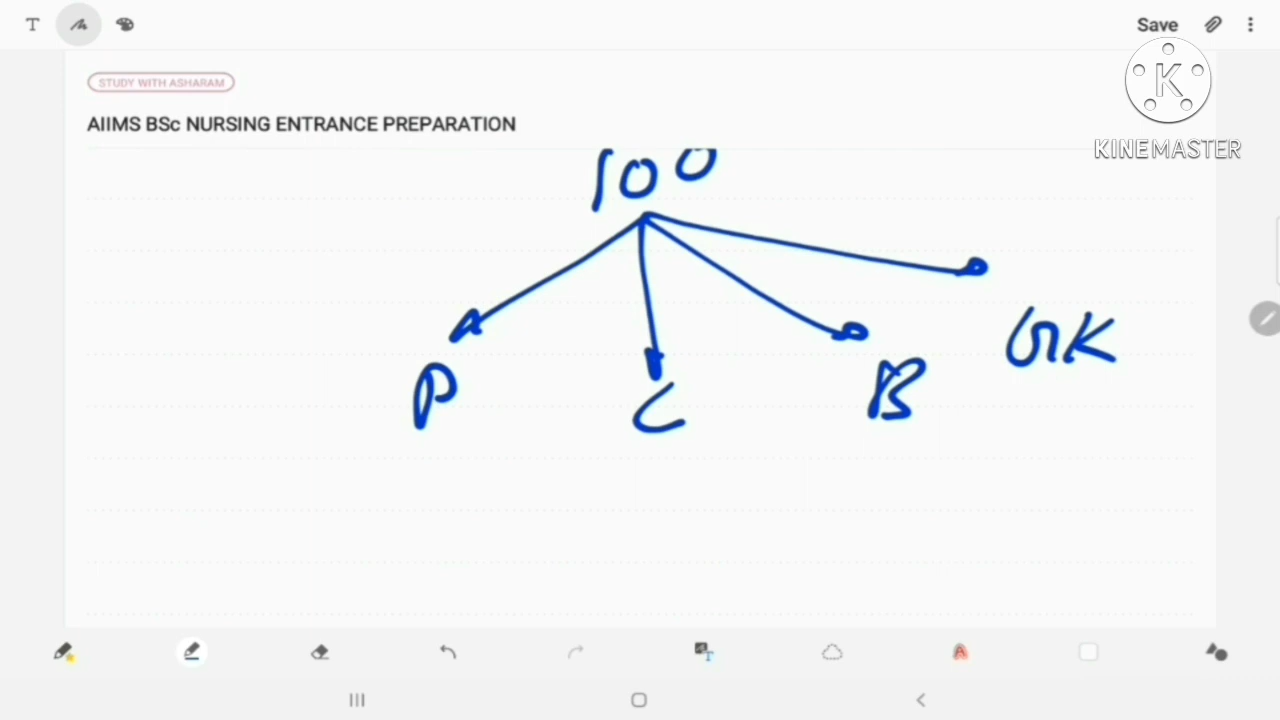 T Save
K
STUDY WITH ASHARAM
KINEMASTER
AIIMS BSc NURSING ENTRANCE PREPARATION
100
P C B GK
T
A